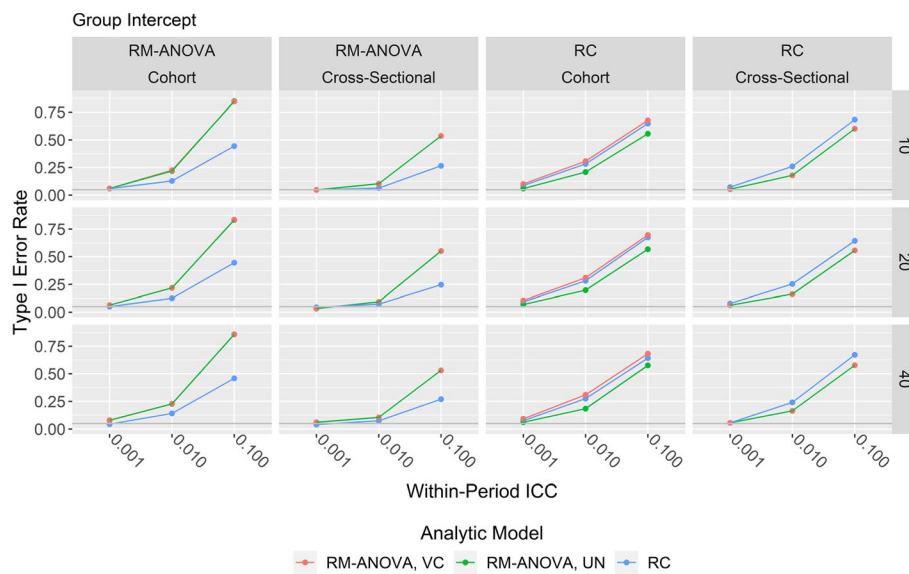 Group Intercept
RM-ANOVA RM-ANOVA RC RC
Cohort Cross-Sectional Cohort Cross-Sectional
Type I Error Rate
0.75
0.50
0.25
0.00
10
0.75
0.50
0.25
0.00
20
0.75
0.50
0.25
0.00
40
0.001 0.010 0.100 0.001 0.010 0.100 0.001 0.010 0.100 0.001 0.010 0.100
Within-Period ICC
Analytic Model
RM-ANOVA, VC RM-ANOVA, UN RC